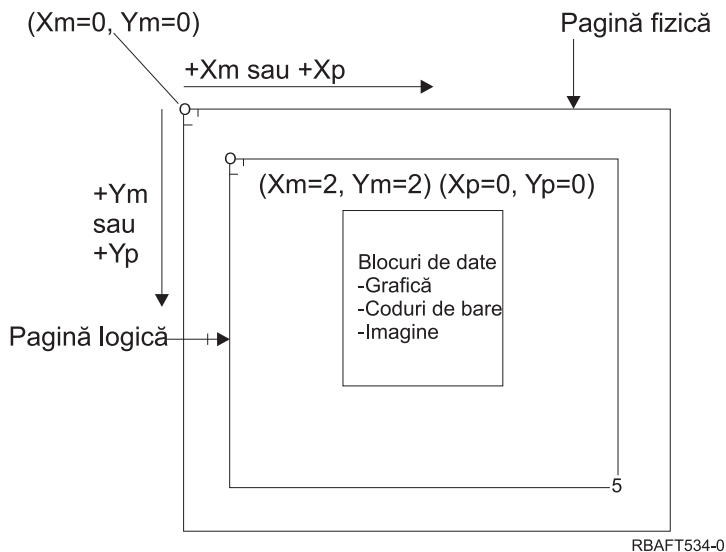 (Xm=0, Ym=0)
Pagină fizică
+Xm sau +Xp
(Xm=2, Ym=2) (Xp=0, Yp=0)
+Ym
sau
+Yp
Blocuri de date
-Grafică
-Coduri de bare
-Imagine
Pagină logică
5
RBAFT534-0